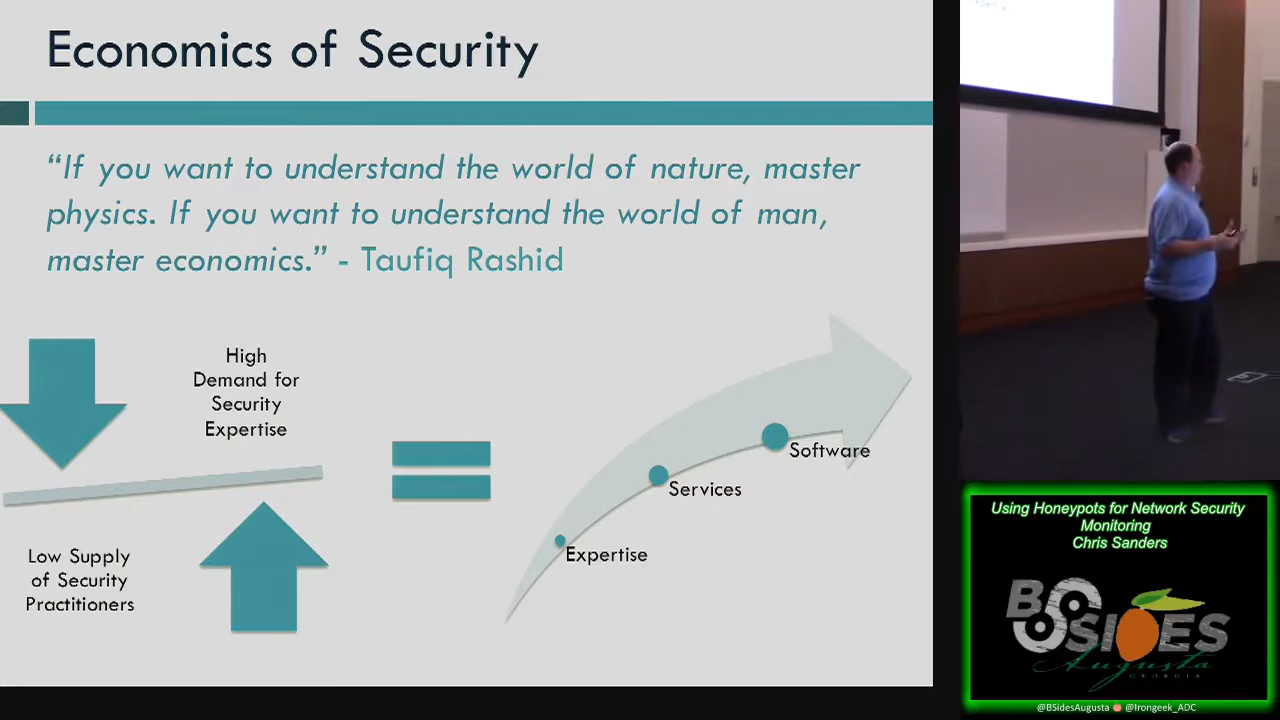 Economics of Security
“If you want to understand the world of nature, master
physics. If you want to understand the world of man,
master economics.” - Taufiq Rashid
High
Demand for
Security
Expertise
Low Supply
of Security
Practitioners
Software
Services
Expertise
Using Honeypots for Network Security
Monitoring
Chris Sanders
BSIDES
Augusta
GEORGIA
@BSidesAugusta @Irongeek_ADC